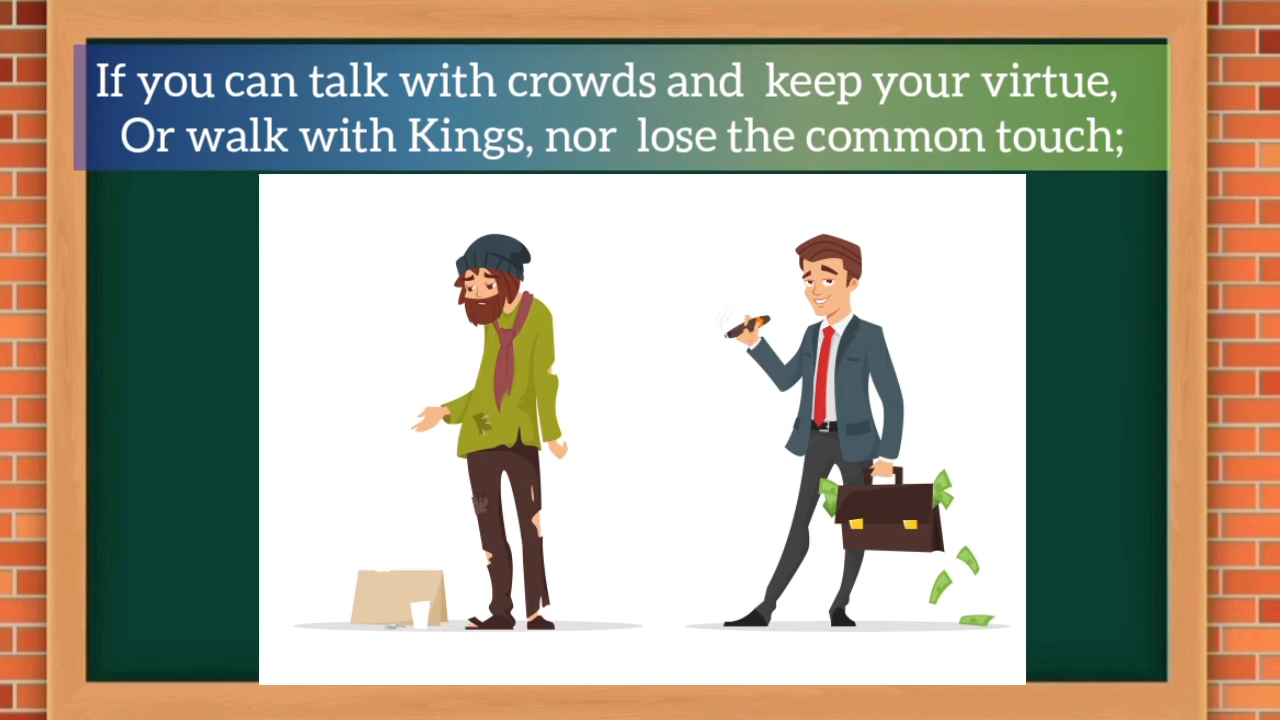 If you can talk with crowds and keep your virtue,
Or walk with Kings, nor lose the common touch;